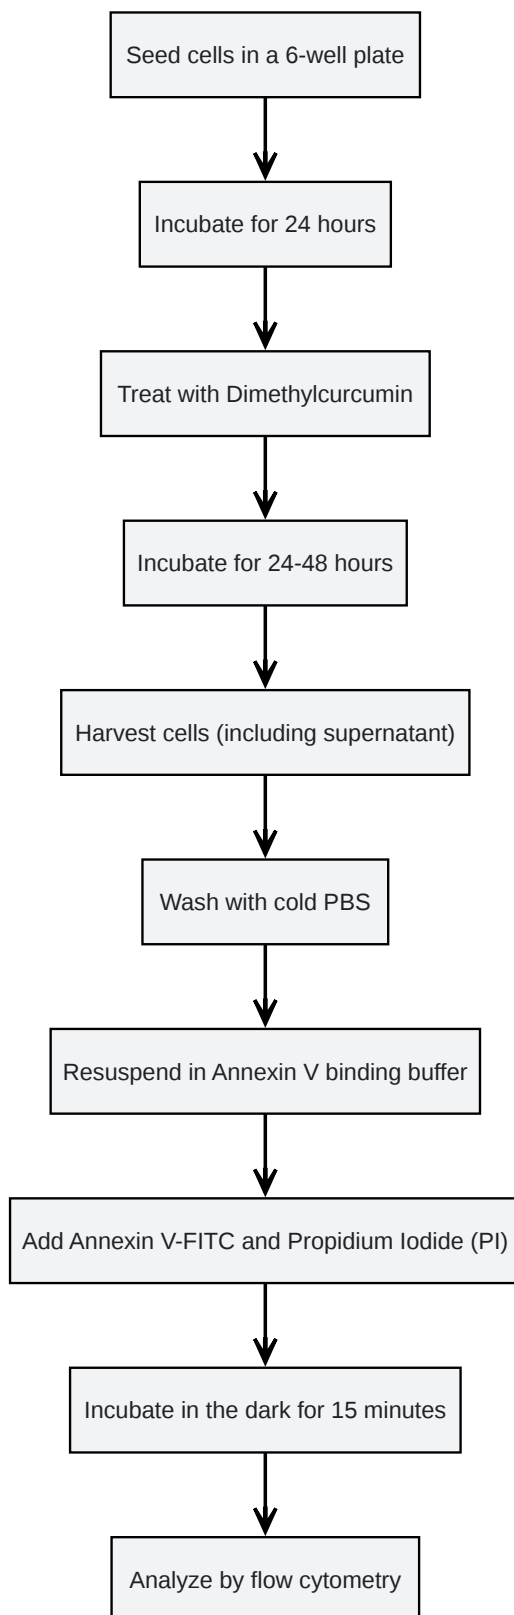 Seed cells in a 6-well plate
Incubate for 24 hours
Treat with Dimethylcurcumin
Incubate for 24-48 hours
Harvest cells (including supernatant)
Wash with cold PBS
Resuspend in Annexin V binding buffer
Add Annexin V-FITC and Propidium Iodide (PI)
Incubate in the dark for 15 minutes
Analyze by flow cytometry